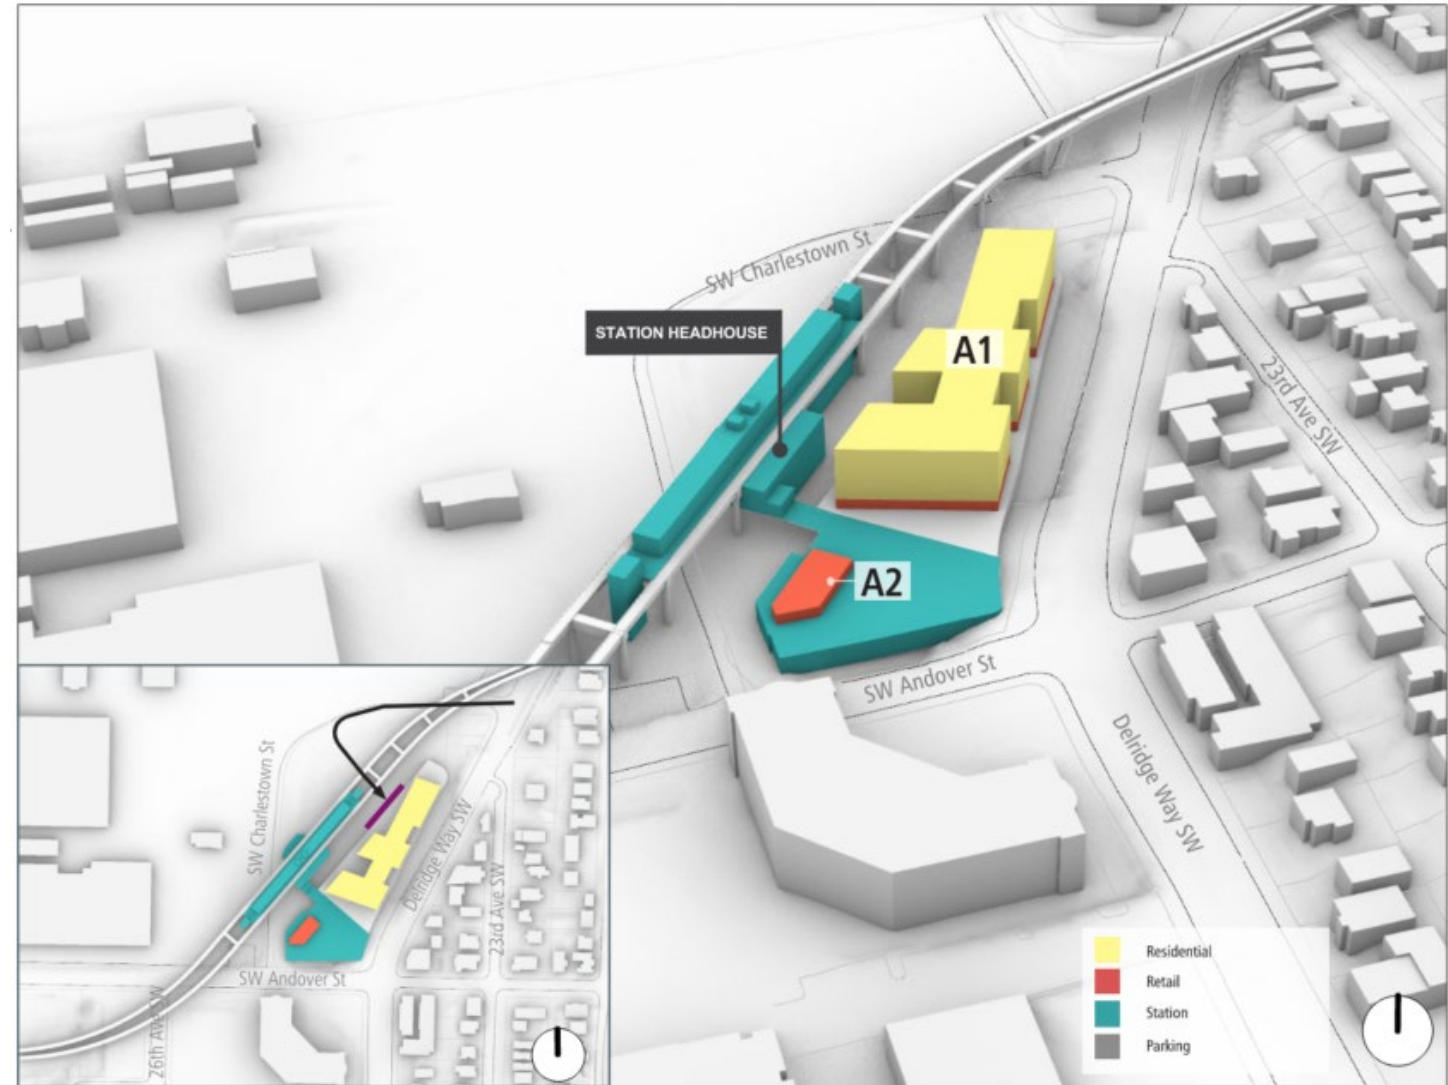 SW Charlestown St
STATION HEADHOUSE
A1
23rd Ave SW
A2
SW Andover St
Delridge Way SW
SW Charlestown St
Delridge Way SW
23rd Ave SW
SW Andover St
26th Ave SW
Residential
Retail
Station
Parking